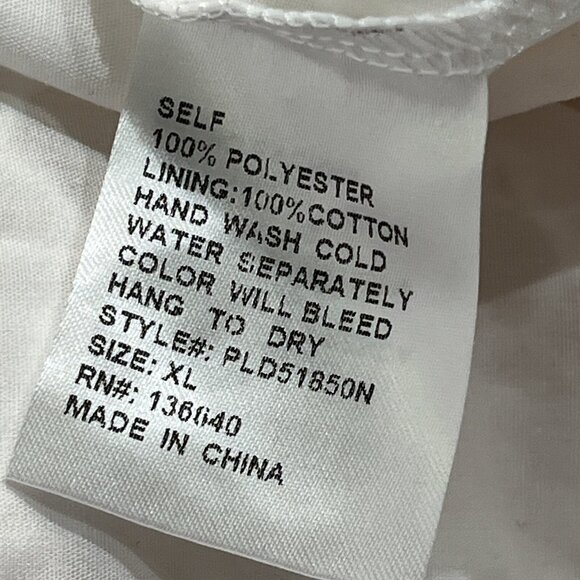 SELF
100% POLYESTER
LINING:100%COTTON
HAND WASH COLD
WATER SEPARATELY
COLOR WILL BLEED
HANG TO DRY
STYLE#: PLD51850N
SIZE: XL
RN#: 136040
MADE IN CHINA